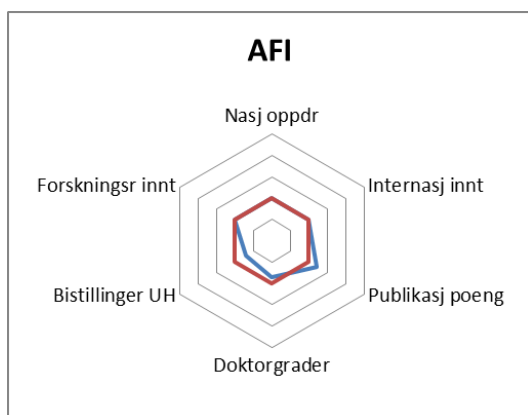 AFI
Nasj oppdr
Forskningsr innt
Internasj innt
Bistillinger UH
Publikasj poeng
Doktorgrader